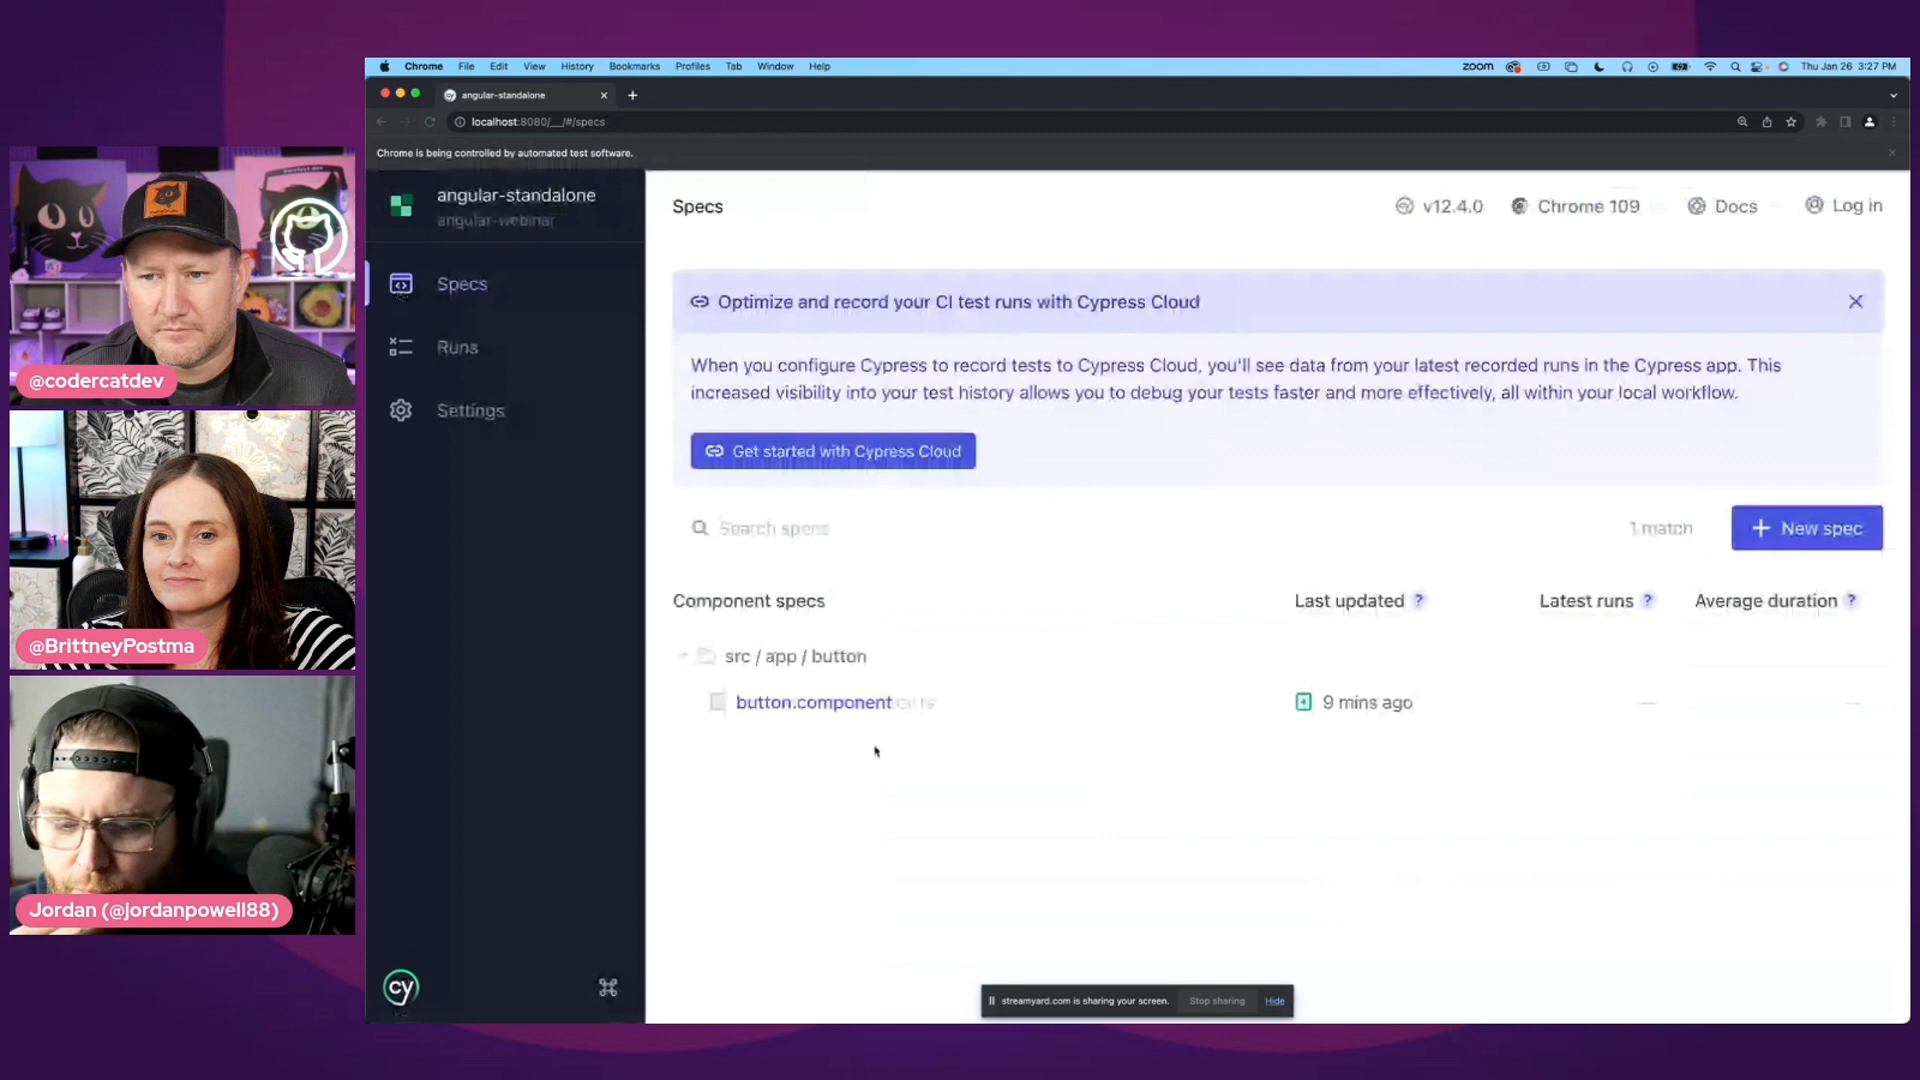 Chrome File Edit View History Bookmarks Profiles Tab Window Help
zoom Thu Jan 26 3:27 PM
angular-standalone
localhost:8080/__/#/specs
Chrome is being controlled by automated test software.
angular-standalone
angular-webinar
Specs
Runs
Settings
cy
Specs
v12.4.0 Chrome 109 Docs Log in
Optimize and record your CI test runs with Cypress Cloud
When you configure Cypress to record tests to Cypress Cloud, you'll see data from your latest recorded runs in the Cypress app. This
increased visibility into your test history allows you to debug your tests faster and more effectively, all within your local workflow.
Get started with Cypress Cloud
Search specs
1 match
+ New spec
Component specs Last updated ? Latest runs ? Average duration ?
src / app / button
button.component
9 mins ago
streamyard.com is sharing your screen. Stop sharing Hide
@codercatdev
@BrittneyPostma
Jordan (@jordanpowell88)